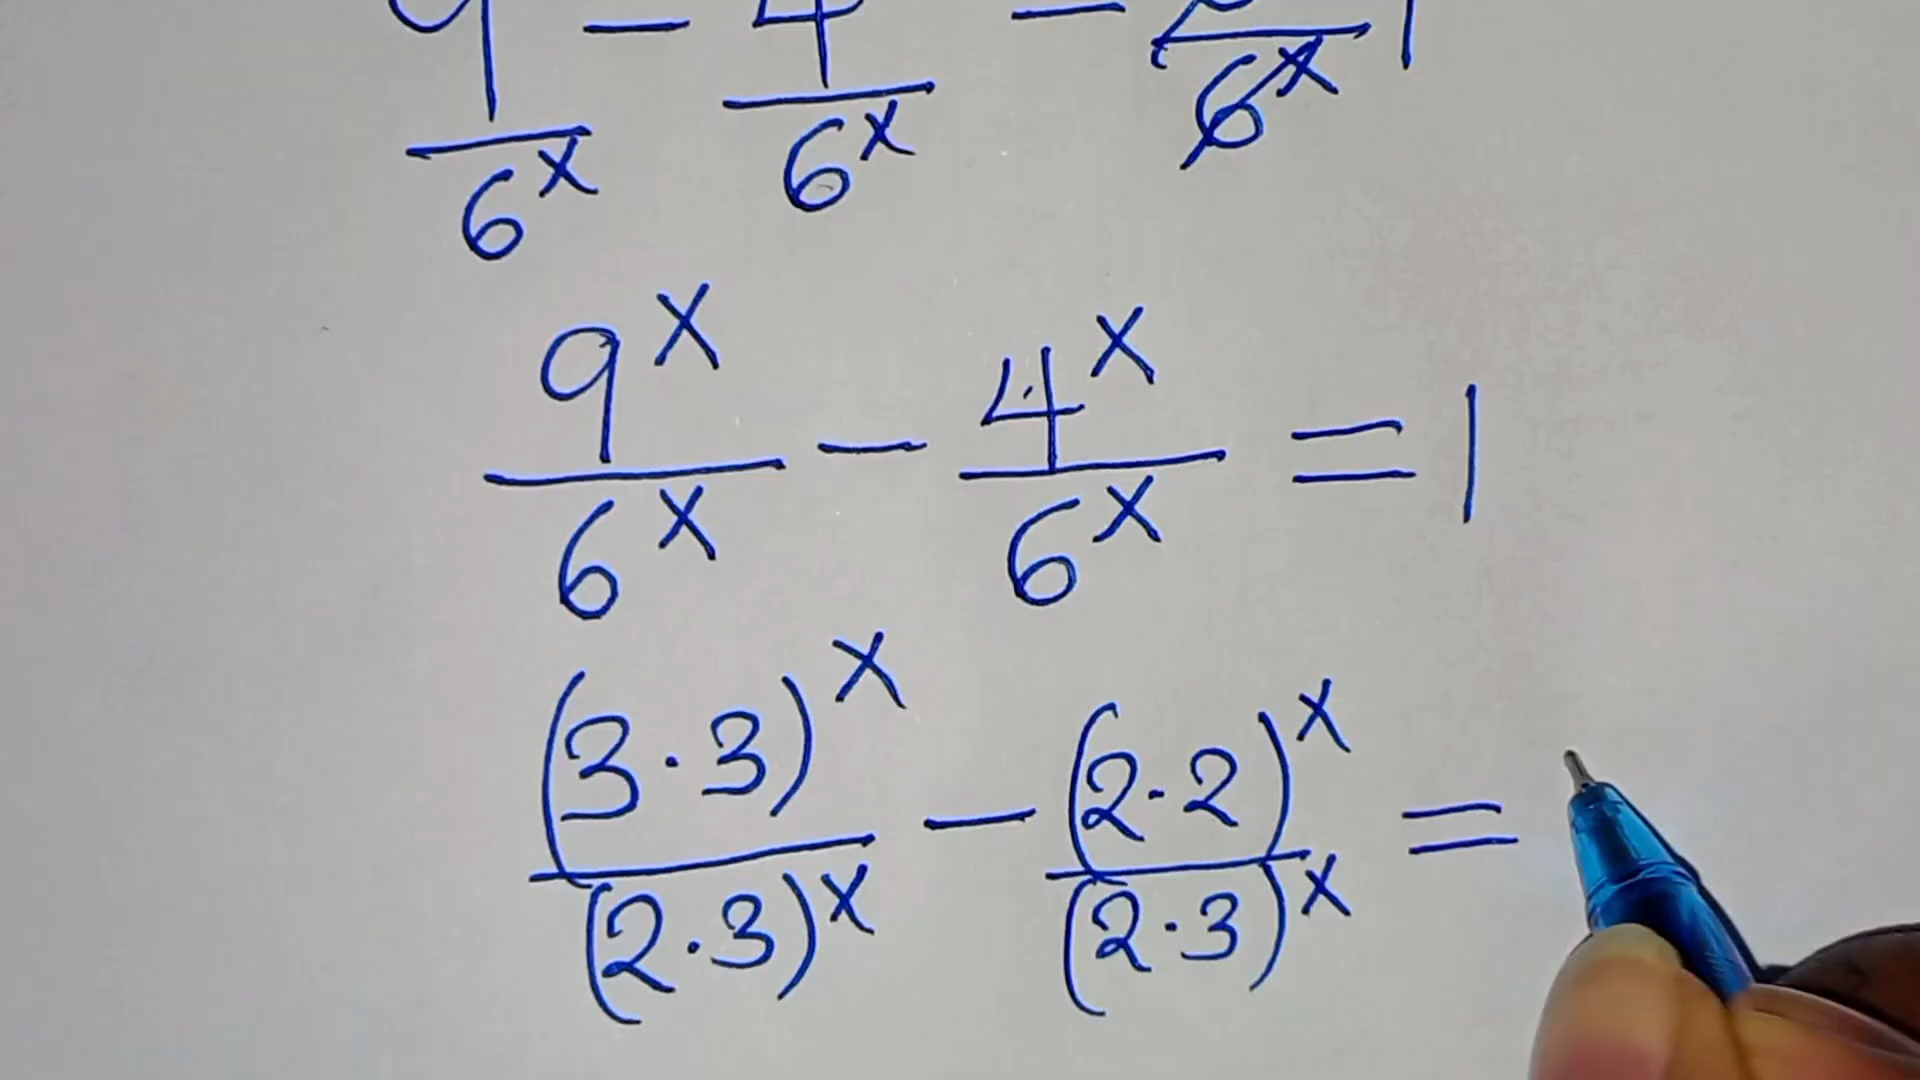 9/6^x - 4/6^x = 6^x/6^x 1
9^x/6^x - 4^x/6^x = 1
(3·3)^x/(2·3)^x - (2·2)^x/(2·3)^x =